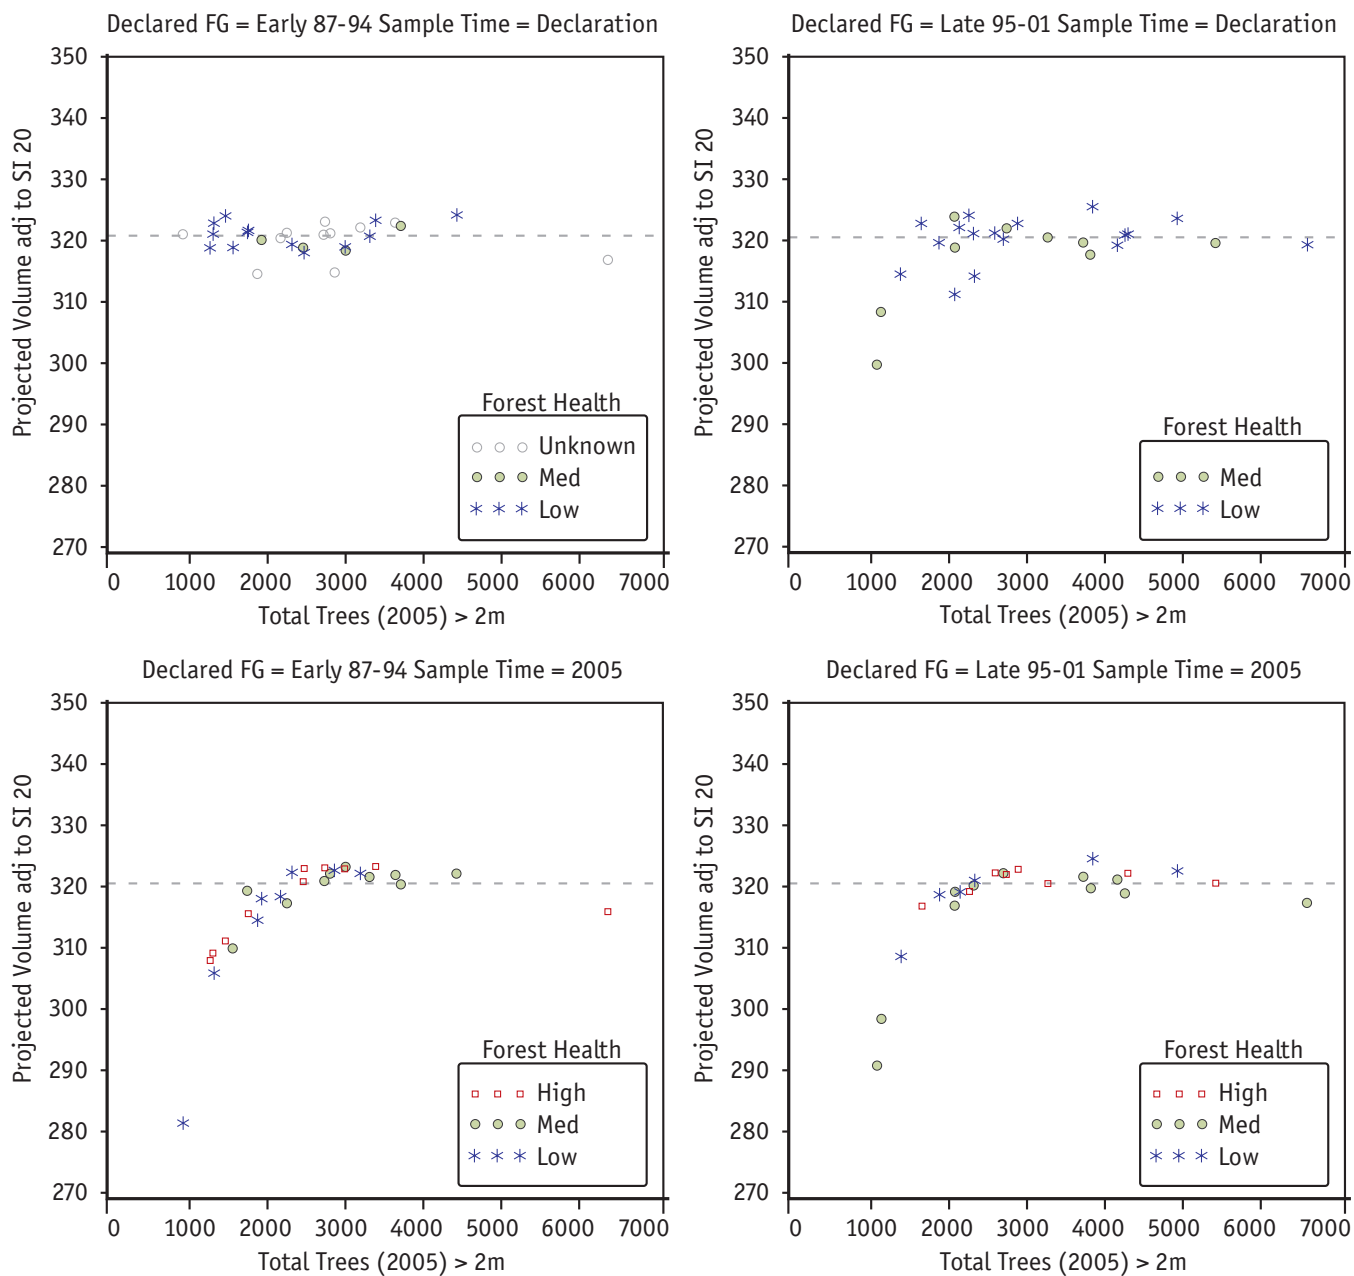 Declared FG = Early 87-94 Sample Time = Declaration
350
340
330
320
310
300
290
280
270
Projected Volume adj to SI 20
Forest Health
Unknown
Med
Low
0 1000 2000 3000 4000 5000 6000 7000
Total Trees (2005) > 2m
Declared FG = Late 95-01 Sample Time = Declaration
350
340
330
320
310
300
290
280
270
Projected Volume adj to SI 20
Forest Health
Med
Low
0 1000 2000 3000 4000 5000 6000 7000
Total Trees (2005) > 2m
Declared FG = Early 87-94 Sample Time = 2005
350
340
330
320
310
300
290
280
270
Projected Volume adj to SI 20
Forest Health
High
Med
Low
0 1000 2000 3000 4000 5000 6000 7000
Total Trees (2005) > 2m
Declared FG = Late 95-01 Sample Time = 2005
350
340
330
320
310
300
290
280
270
Projected Volume adj to SI 20
Forest Health
High
Med
Low
0 1000 2000 3000 4000 5000 6000 7000
Total Trees (2005) > 2m